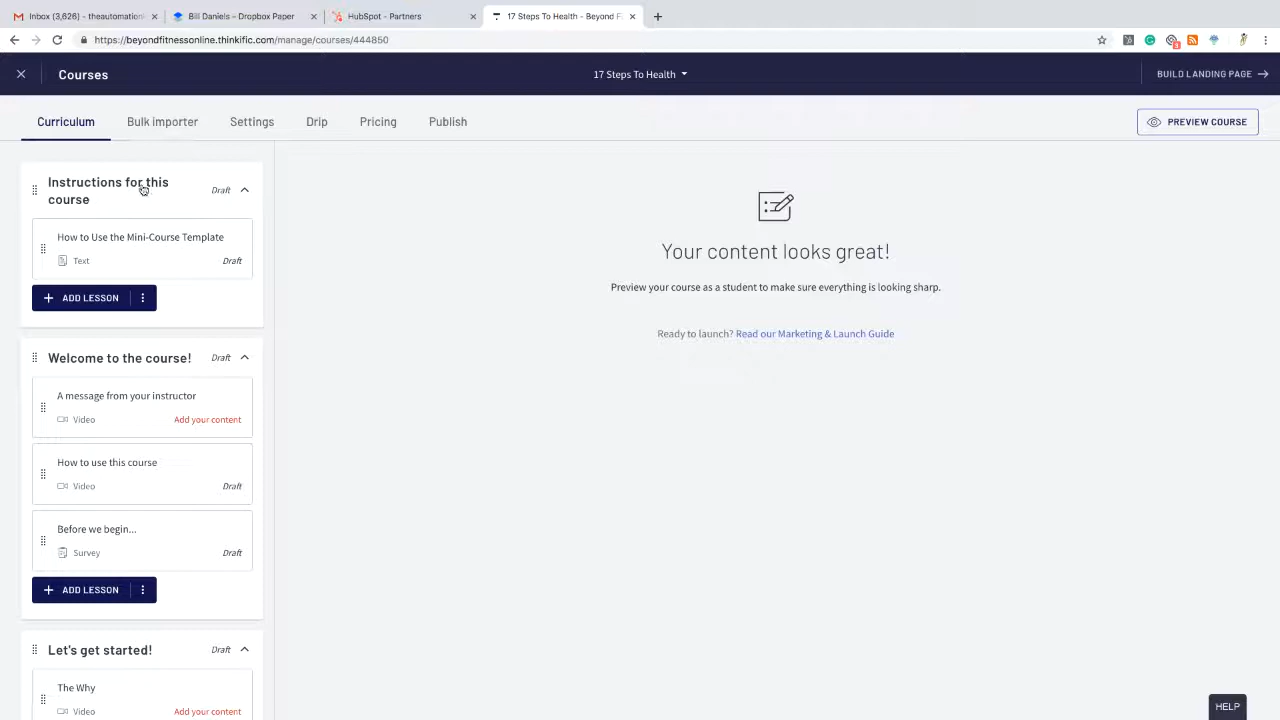 Inbox (3,626) - theautomation
Bill Daniels – Dropbox Paper
HubSpot - Partners
17 Steps To Health - Beyond F
https://beyondfitnessonline.thinkific.com/manage/courses/444850
3
Courses
17 Steps To Health
BUILD LANDING PAGE
Curriculum
Bulk importer
Settings
Drip
Pricing
Publish
PREVIEW COURSE
Instructions for this
course
Draft
How to Use the Mini-Course Template
Text
Draft
+ ADD LESSON
Welcome to the course!
Draft
A message from your instructor
Video
Add your content
How to use this course
Video
Draft
Before we begin...
Survey
Draft
+ ADD LESSON
Let's get started!
Draft
The Why
Video
Add your content
Your content looks great!
Preview your course as a student to make sure everything is looking sharp.
Ready to launch? Read our Marketing & Launch Guide
HELP